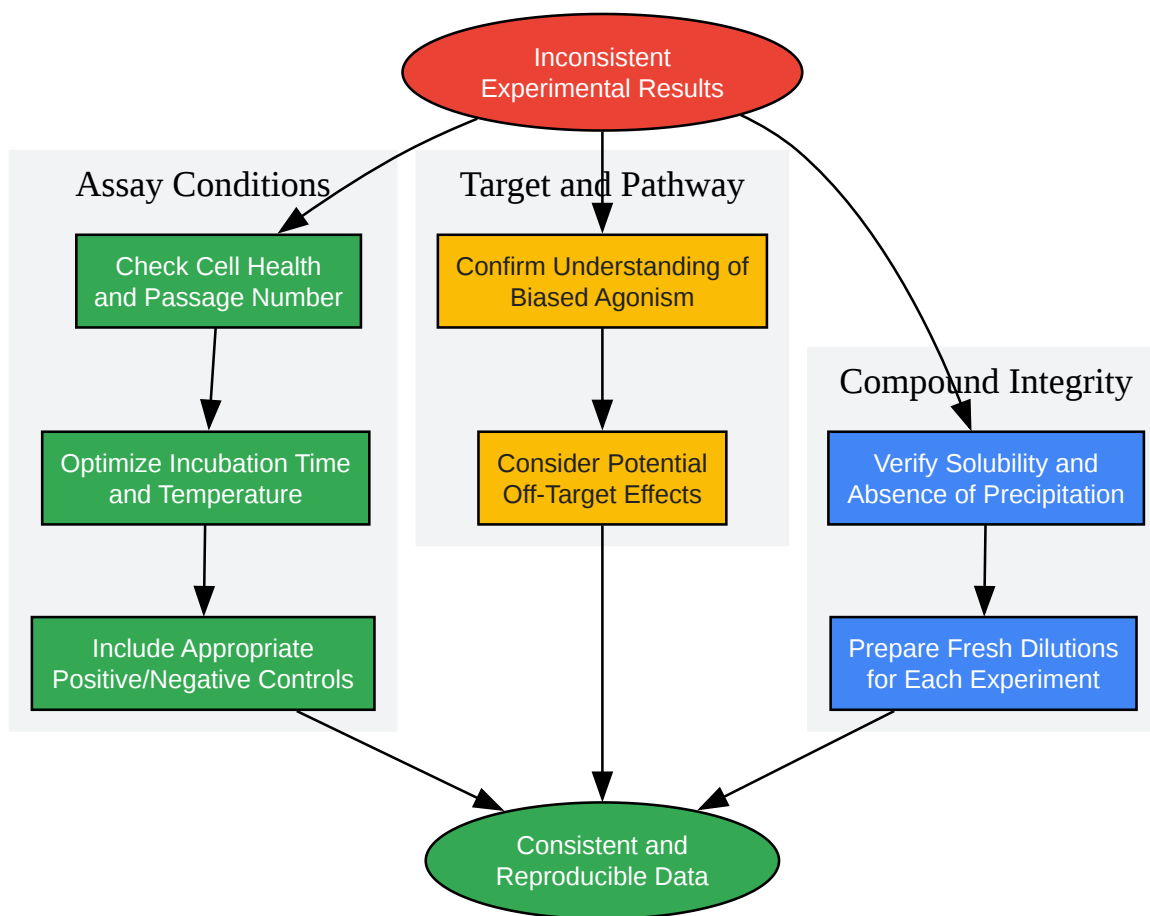 Inconsistent
Experimental Results
Assay Conditions
Check Cell Health
and Passage Number
Optimize Incubation Time
and Temperature
Include Appropriate
Positive/Negative Controls
Target and Pathway
Confirm Understanding of
Biased Agonism
Consider Potential
Off-Target Effects
Compound Integrity
Verify Solubility and
Absence of Precipitation
Prepare Fresh Dilutions
for Each Experiment
Consistent and
Reproducible Data